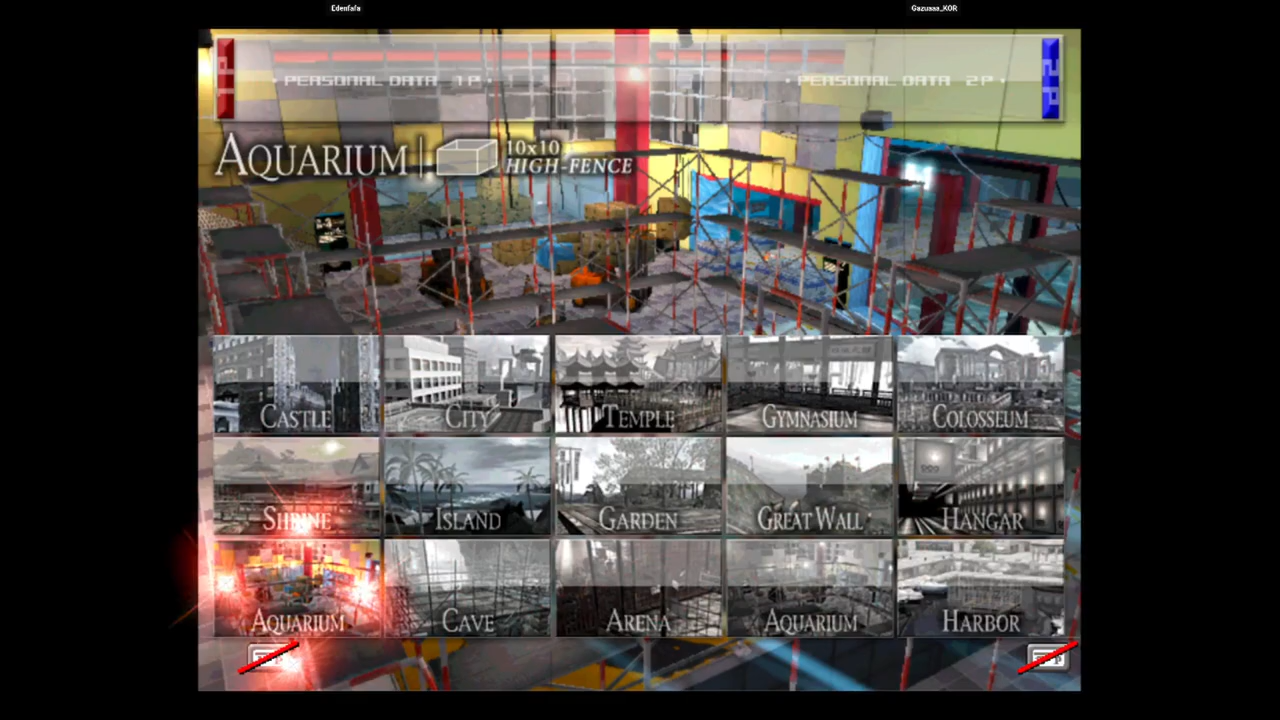 Edenfafa
Gazuaaa_KOR
1P
• PERSONAL DATA 1P •
• PERSONAL DATA 2P •
2P
AQUARIUM
10x10
HIGH-FENCE
CASTLE
CITY
TEMPLE
GYMNASIUM
COLOSSEUM
SHRINE
ISLAND
GARDEN
GREAT WALL
HANGAR
AQUARIUM
CAVE
ARENA
AQUARIUM
HARBOR